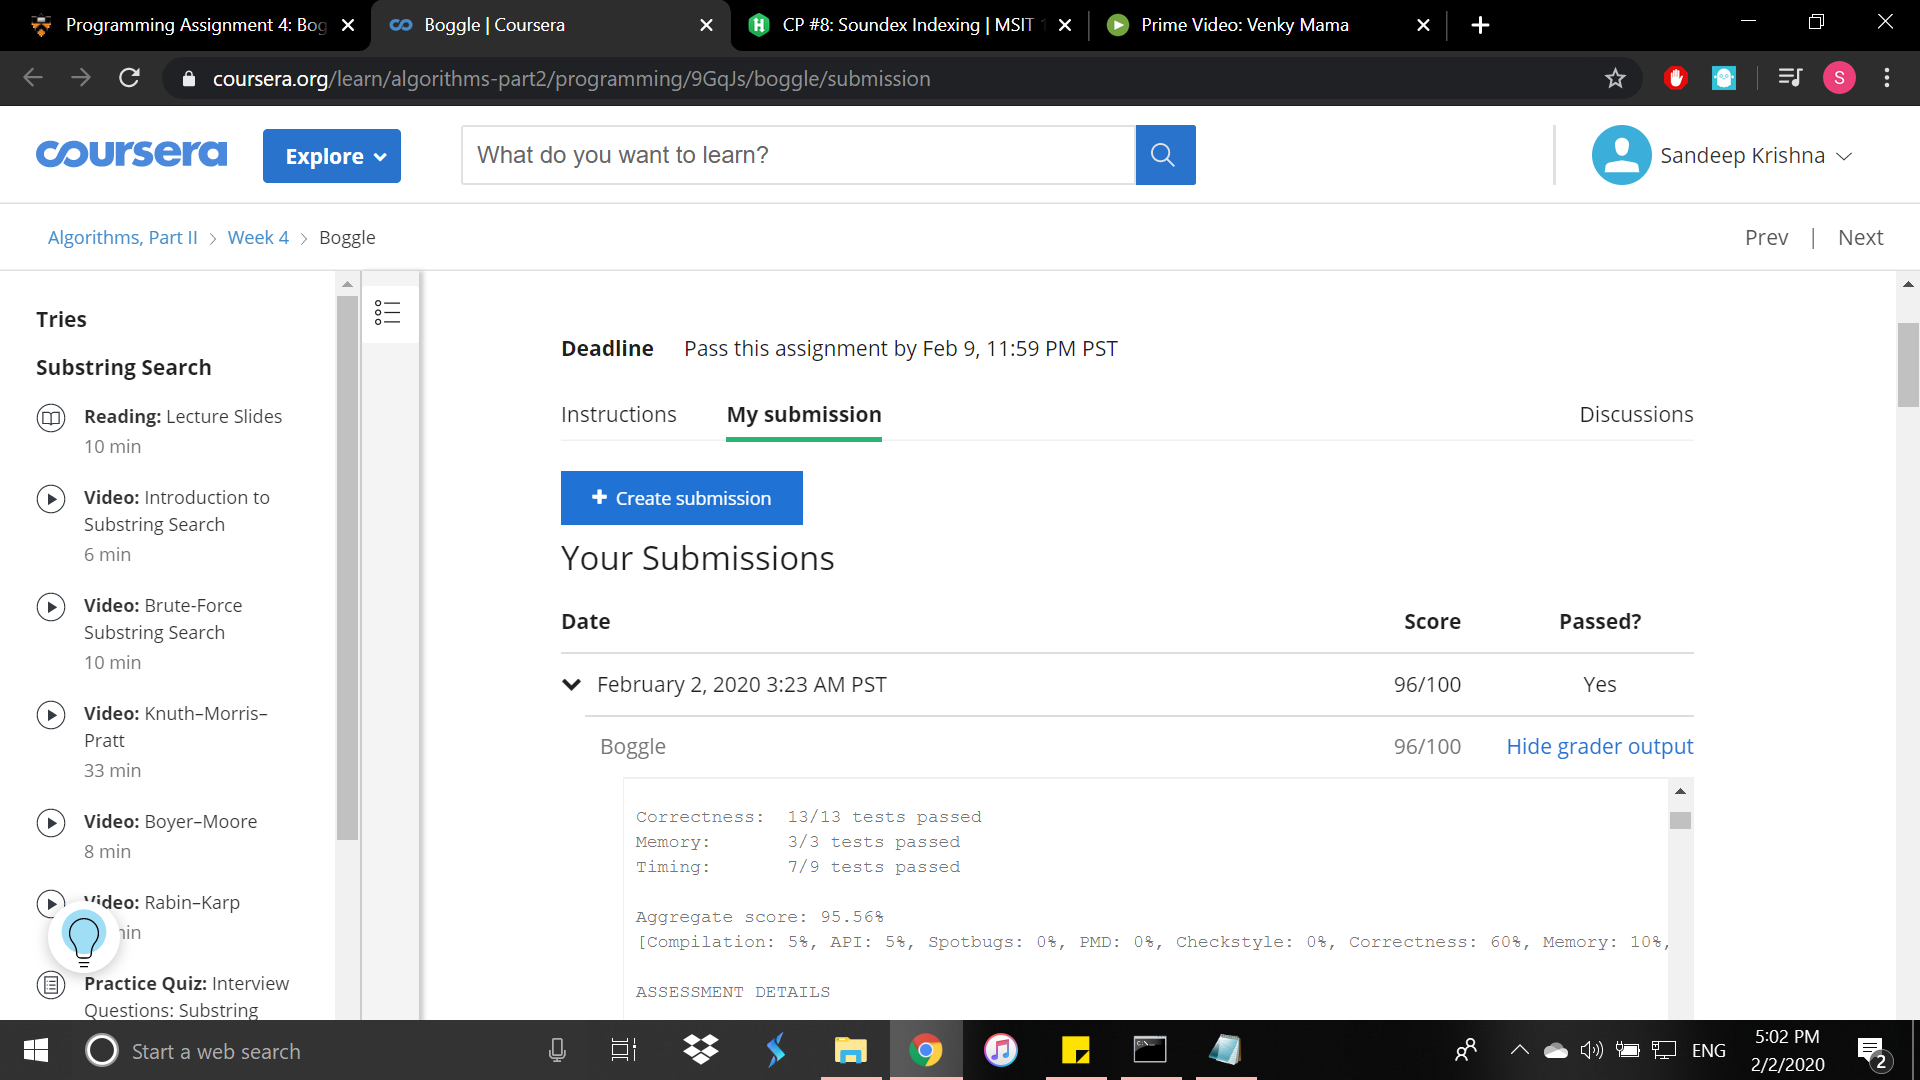 Programming Assignment 4: Bog
Boggle | Coursera
CP #8: Soundex Indexing | MSIT
Prime Video: Venky Mama
coursera.org/learn/algorithms-part2/programming/9GqJs/boggle/submission
S
coursera
Explore
What do you want to learn?
Sandeep Krishna
Algorithms, Part II > Week 4 > Boggle
Prev | Next
Tries
Substring Search
Reading: Lecture Slides
10 min
Video: Introduction to
Substring Search
6 min
Video: Brute-Force
Substring Search
10 min
Video: Knuth–Morris–
Pratt
33 min
Video: Boyer–Moore
8 min
Video: Rabin–Karp
min
Practice Quiz: Interview
Questions: Substring
Deadline Pass this assignment by Feb 9, 11:59 PM PST
Instructions My submission Discussions
+ Create submission
Your Submissions
Date Score Passed?
February 2, 2020 3:23 AM PST 96/100 Yes
Boggle 96/100 Hide grader output
Correctness: 13/13 tests passed
Memory: 3/3 tests passed
Timing: 7/9 tests passed
Aggregate score: 95.56%
[Compilation: 5%, API: 5%, Spotbugs: 0%, PMD: 0%, Checkstyle: 0%, Correctness: 60%, Memory: 10%,
ASSESSMENT DETAILS
Start a web search
ENG
5:02 PM
2/2/2020
2